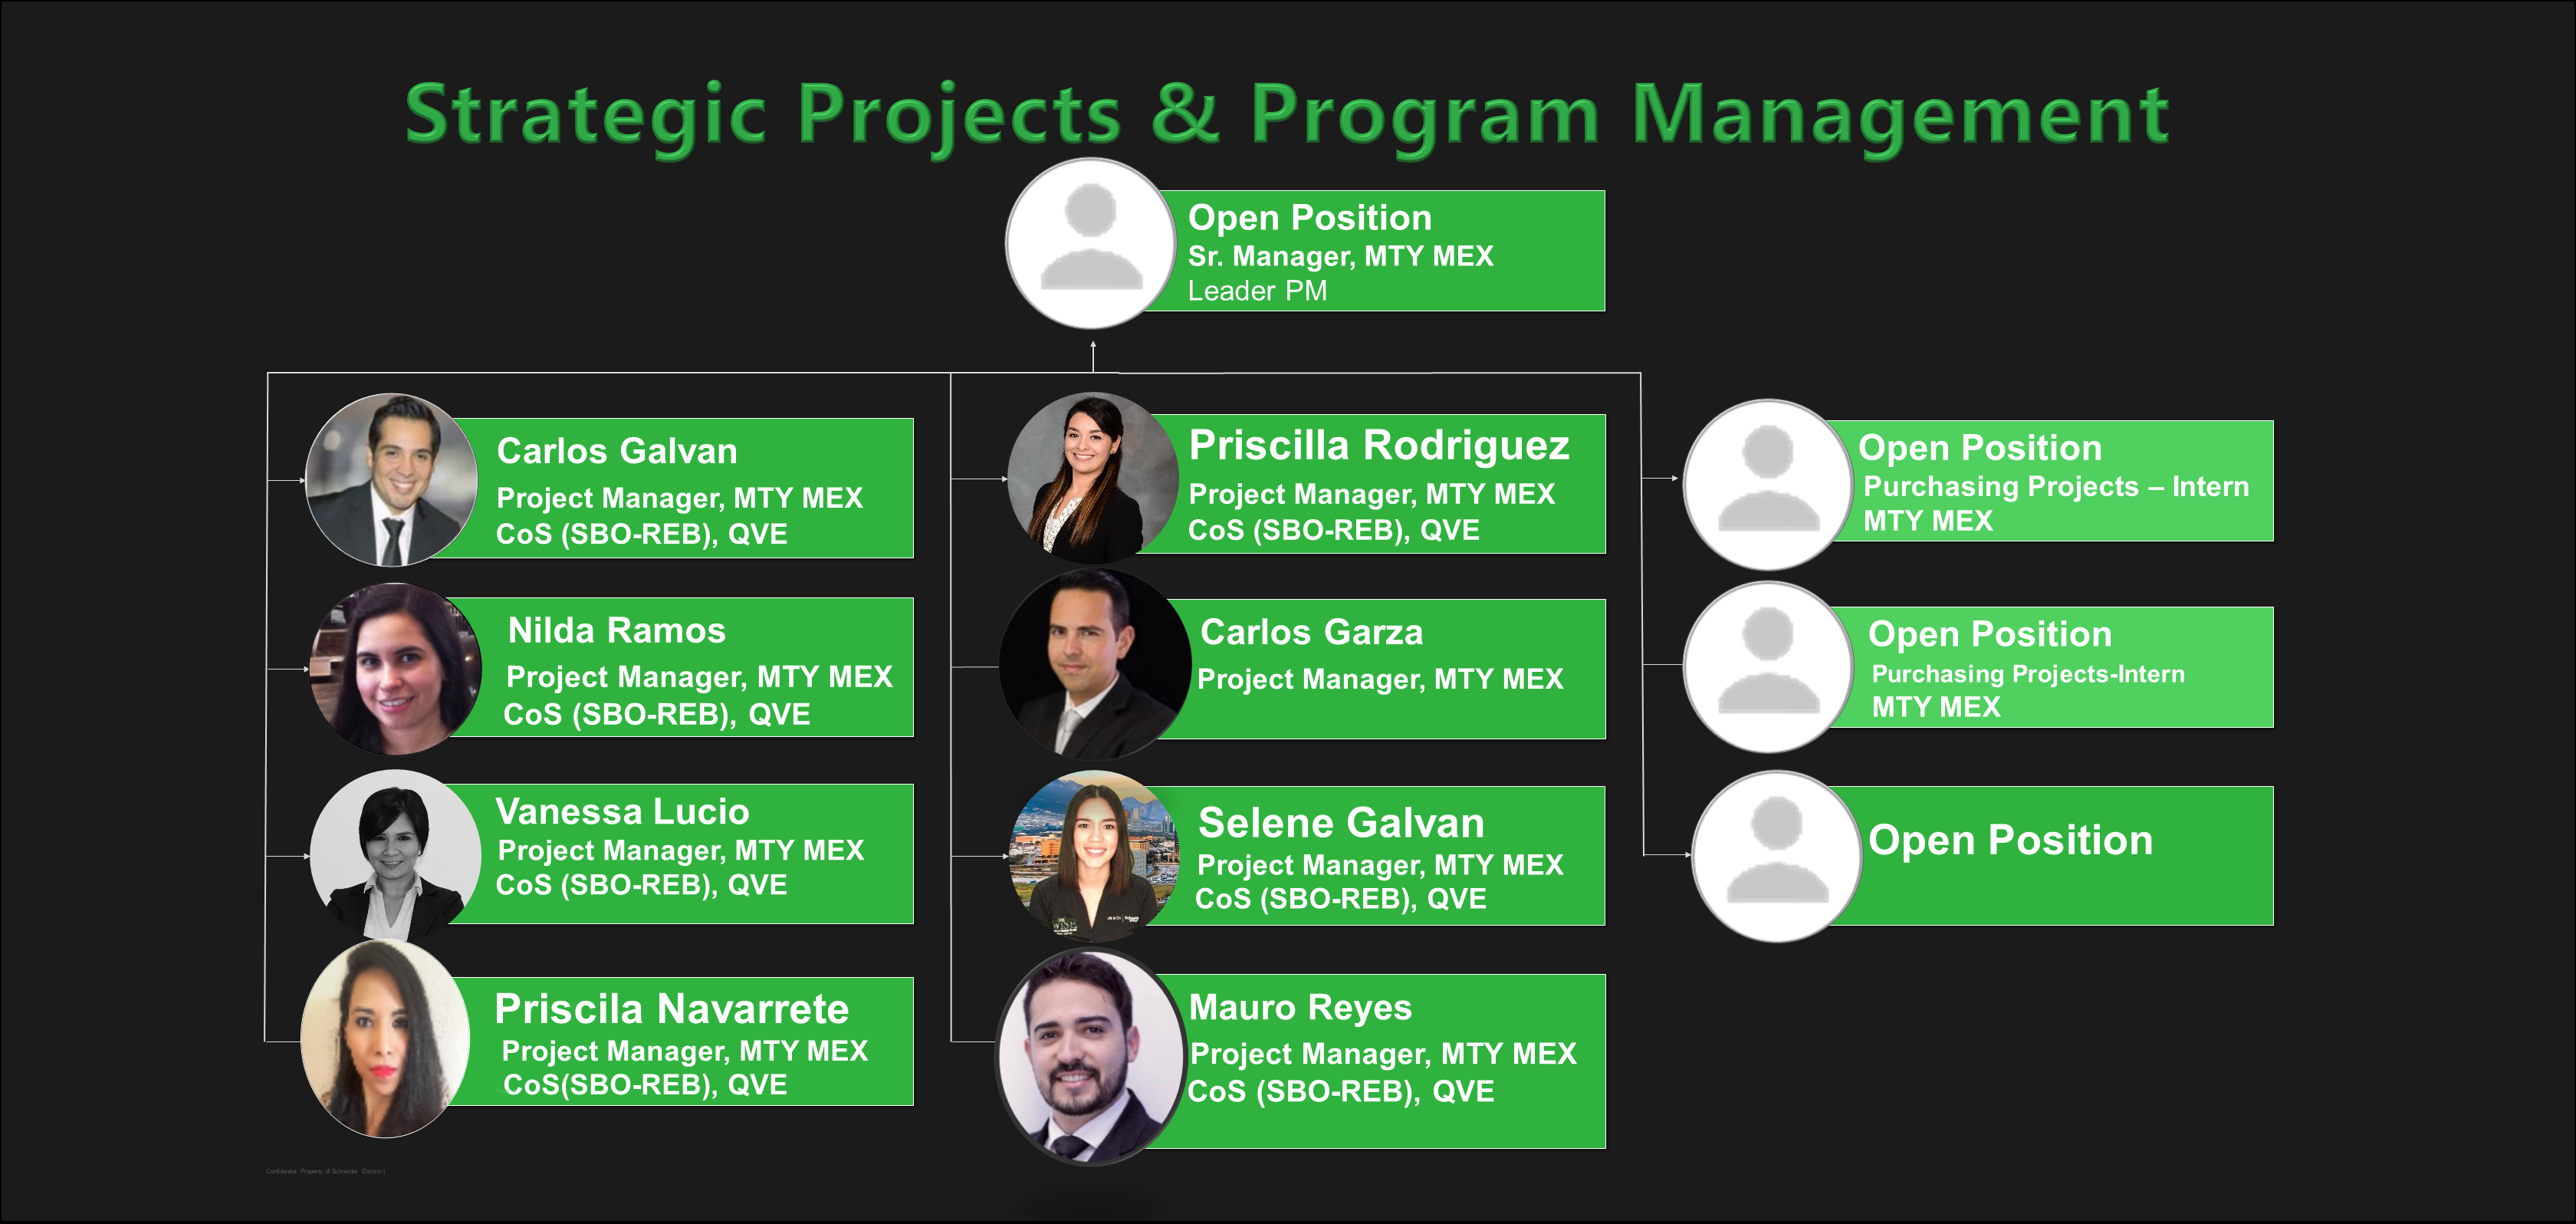 Strategic Projects & Program Management
Open Position
Sr. Manager, MTY MEX
Leader PM
Carlos Galvan
Project Manager, MTY MEX
CoS (SBO-REB), QVE
Nilda Ramos
Project Manager, MTY MEX
CoS (SBO-REB), QVE
Vanessa Lucio
Project Manager, MTY MEX
CoS (SBO-REB), QVE
Priscila Navarrete
Project Manager, MTY MEX
CoS(SBO-REB), QVE
Priscilla Rodriguez
Project Manager, MTY MEX
CoS (SBO-REB), QVE
Carlos Garza
Project Manager, MTY MEX
Selene Galvan
Project Manager, MTY MEX
CoS (SBO-REB), QVE
Mauro Reyes
Project Manager, MTY MEX
CoS (SBO-REB), QVE
Open Position
Purchasing Projects – Intern
MTY MEX
Open Position
Purchasing Projects-Intern
MTY MEX
Open Position
Confidential Property of Schneider Electric |